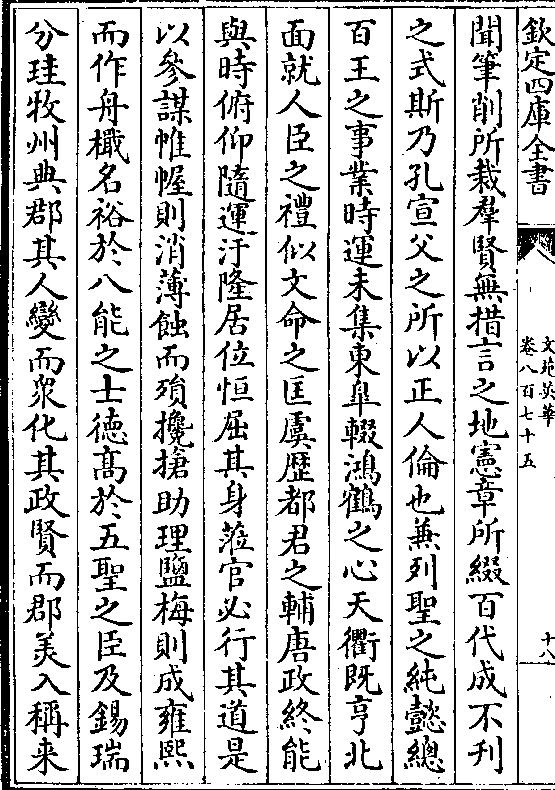 欽定四庫全書
文苑英華
卷八百七十五
十八
聞筆削所裁羣賢無措言之地憲章所綴百代成不刊
之式斯乃孔宣父之所以正人倫也兼列聖之純懿總
百王之事業時運未集東臯輟鴻鶴之心天衢既亨北
面就人臣之禮似文命之匡虞歴都君之輔唐政終能
與時俯仰隨運汙隆居位恒屈其身蒞官必行其道是
以參謀帷幄則消薄蝕而殞攙搶助理鹽梅則成雍熙
而作舟檝名裕於八能之士德髙於五聖之臣及錫瑞
分珪牧州典郡其人變而衆化其政賢而郡美入稱来